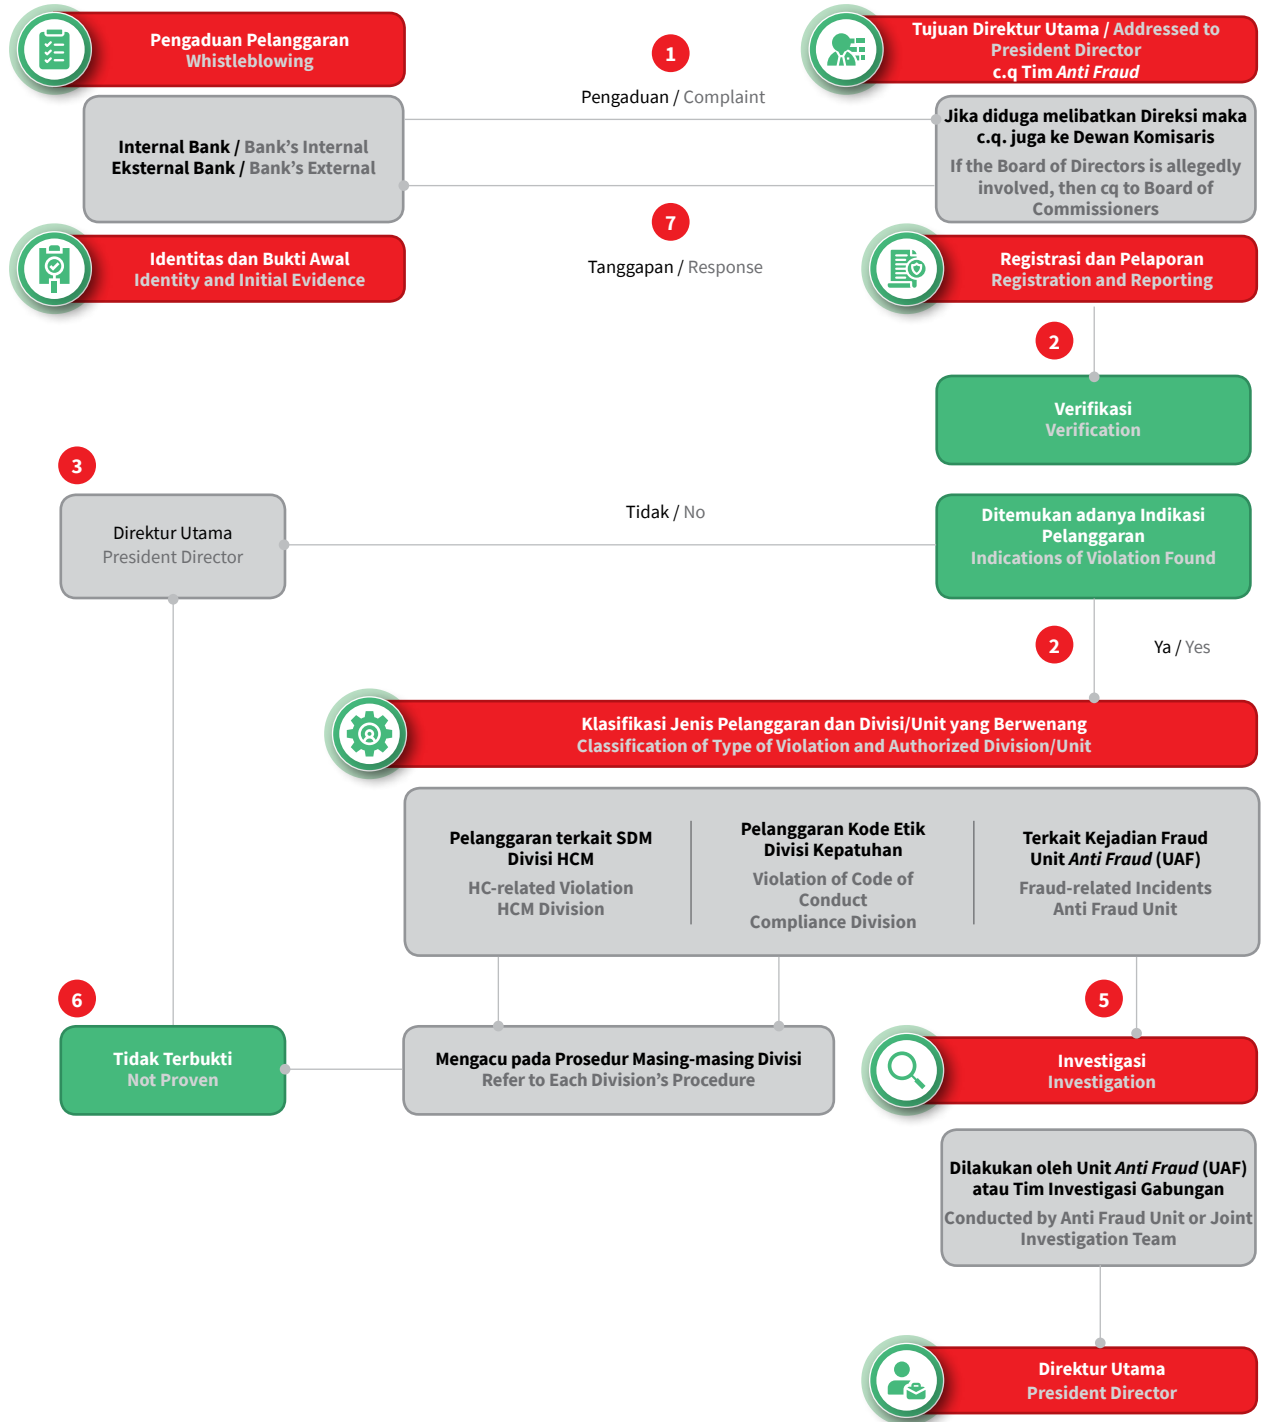 Pengaduan Pelanggaran
Whistleblowing
1
Pengaduan / Complaint
Tujuan Direktur Utama / Addressed to
President Director
c.q Tim Anti Fraud
Internal Bank / Bank's Internal
Eksternal Bank / Bank's External
Jika diduga melibatkan Direksi maka
c.q. juga ke Dewan Komisaris
If the Board of Directors is allegedly
involved, then cq to Board of
Commissioners
7
Tanggapan / Response
Identitas dan Bukti Awal
Identity and Initial Evidence
Registrasi dan Pelaporan
Registration and Reporting
2
Verifikasi
Verification
3
Direktur Utama
President Director
Tidak / No
Ditemukan adanya Indikasi
Pelanggaran
Indications of Violation Found
2
Ya / Yes
Klasifikasi Jenis Pelanggaran dan Divisi/Unit yang Berwenang
Classification of Type of Violation and Authorized Division/Unit
Pelanggaran terkait SDM
Divisi HCM
HC-related Violation
HCM Division
Pelanggaran Kode Etik
Divisi Kepatuhan
Violation of Code of
Conduct
Compliance Division
Terkait Kejadian Fraud
Unit Anti Fraud (UAF)
Fraud-related Incidents
Anti Fraud Unit
6
Tidak Terbukti
Not Proven
Mengacu pada Prosedur Masing-masing Divisi
Refer to Each Division's Procedure
5
Investigasi
Investigation
Dilakukan oleh Unit Anti Fraud (UAF)
atau Tim Investigasi Gabungan
Conducted by Anti Fraud Unit or Joint
Investigation Team
Direktur Utama
President Director